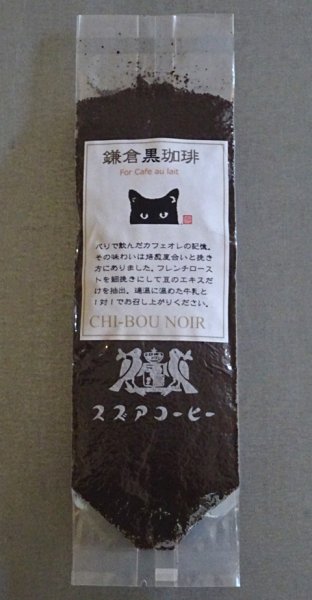 鎌倉黒珈琲
For Cafe au lait
パリで飲んだカフェオレの記憶。
その味わいは焙煎度合いと挽き
方にありました。フレンチロース
トを細挽きにして豆のエキスだ
けを抽出。適温に温めた牛乳と
1対1でお召し上がりください。
CHI-BOU NOIR
スズアコーヒー